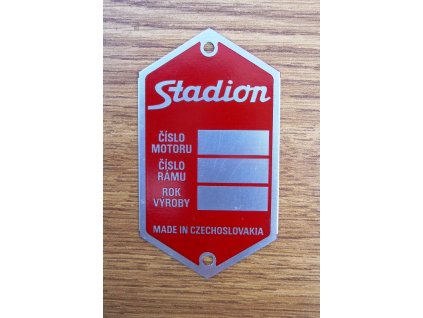 Stadion
ČÍSLO
MOTORU
ČÍSLO
RÁMU
ROK
VÝROBY
MADE IN CZECHOSLOVAKIA